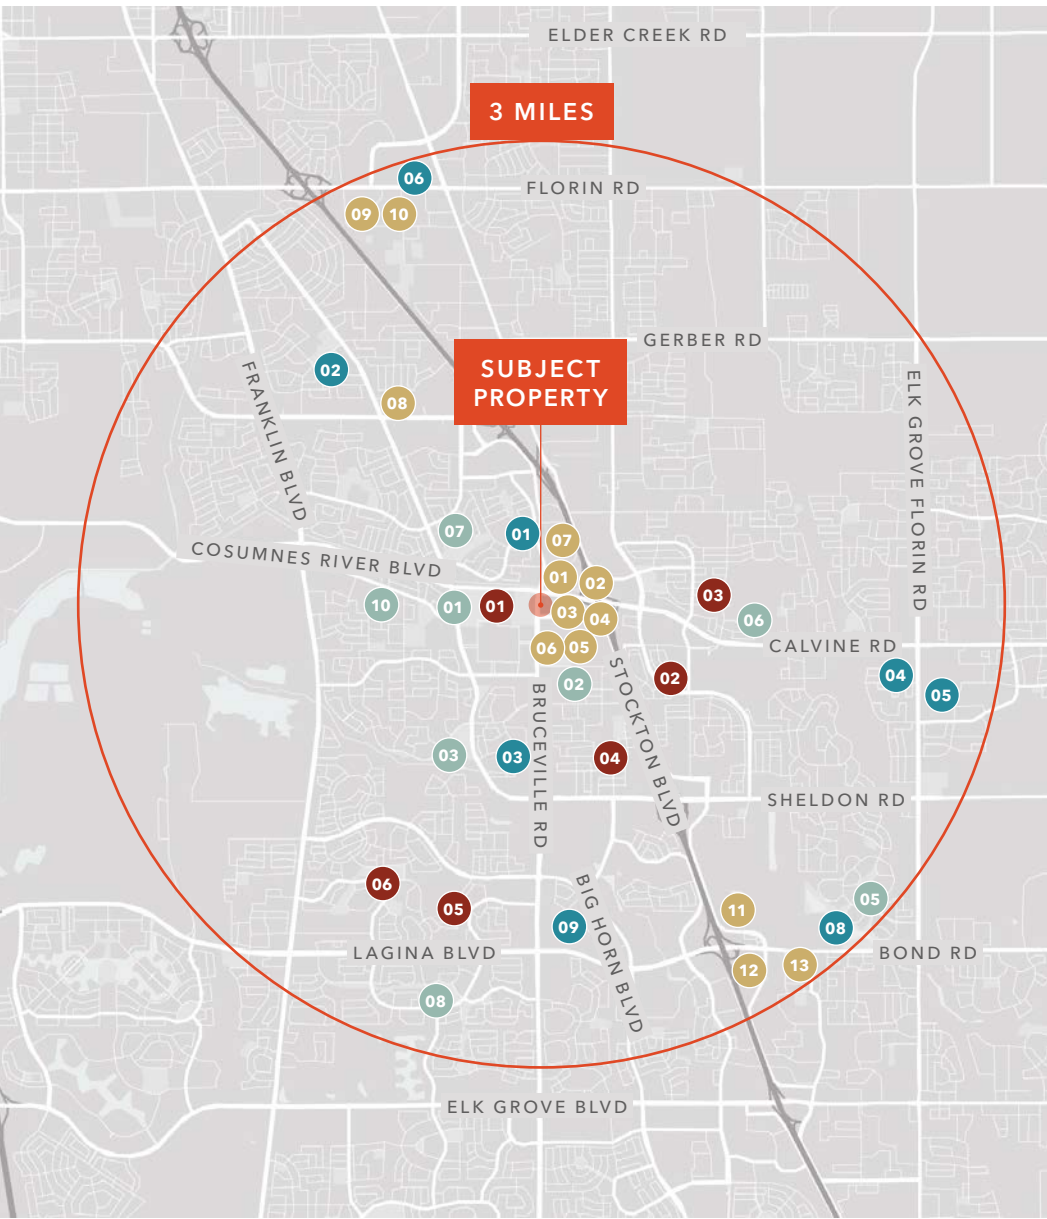 ELDER CREEK RD
3 MILES
06
FLORIN RD
09
10
GERBER RD
SUBJECT
PROPERTY
02
08
FRANKLIN BLVD
ELK GROVE FLORIN RD
07
01
07
COSUMNES RIVER BLVD
01
02
10
01
01
03
04
03
06
CALVINE RD
06
05
02
02
04
05
BRUCEVILLE RD
STOCKTON BLVD
03
03
04
SHELDON RD
06
05
BIG HORN BLVD
09
11
05
08
LAGINA BLVD
BOND RD
12
13
08
ELK GROVE BLVD